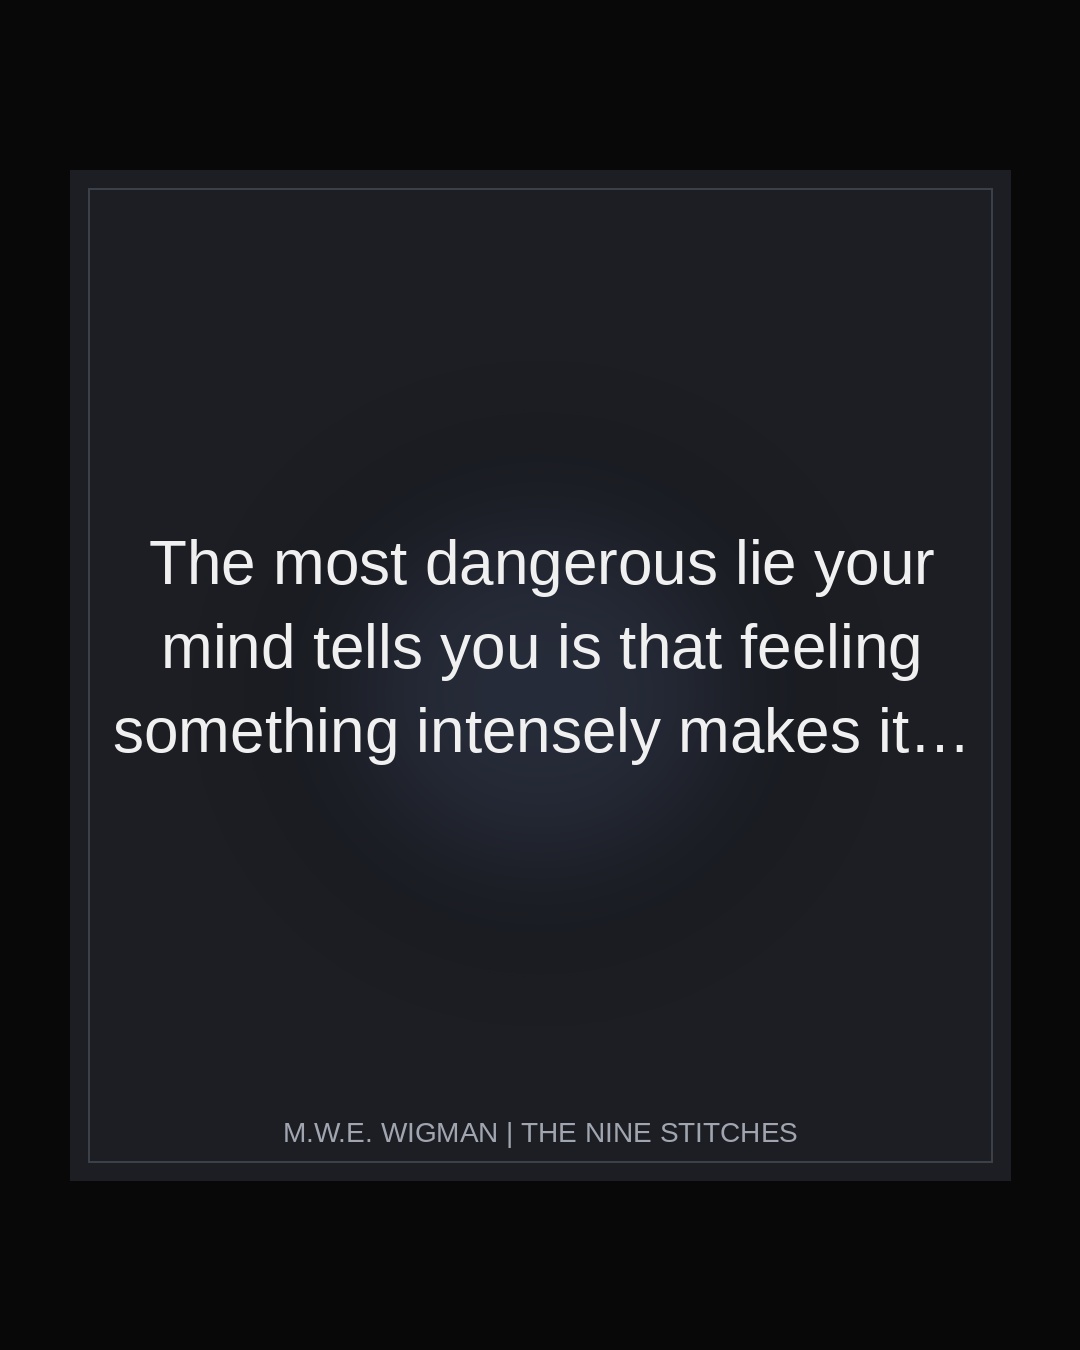 The most dangerous lie your
mind tells you is that feeling
something intensely makes it…
M.W.E. WIGMAN | THE NINE STITCHES